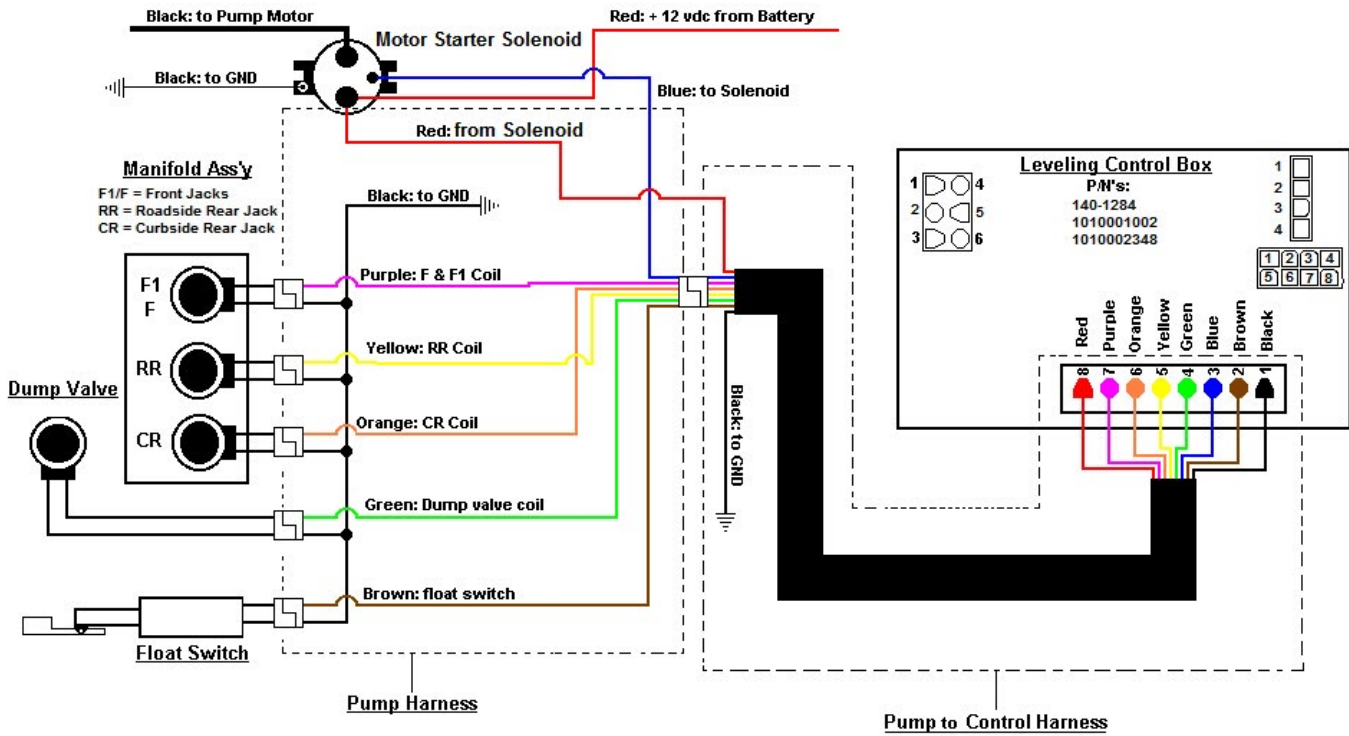 Black: to Pump Motor
Red: + 12 vdc from Battery
Motor Starter Solenoid
Black: to GND
Blue: to Solenoid
Red: from Solenoid
Manifold Ass'y
F1/F = Front Jacks
RR = Roadside Rear Jack
CR = Curbside Rear Jack
Black: to GND
F1
F
Purple: F & F1 Coil
RR
Yellow: RR Coil
Dump Valve
CR
Orange: CR Coil
Green: Dump valve coil
Brown: float switch
Float Switch
Pump Harness
Black: to GND
Leveling Control Box
P/N's:
140-1284
1010001002
1010002348
1 4
2 5
3 6
1
2
3
4
1 2 3 4
5 6 7 8
Red Purple Orange Yellow Green Blue Brown Black
8 7 6 5 4 3 2 1
Pump to Control Harness